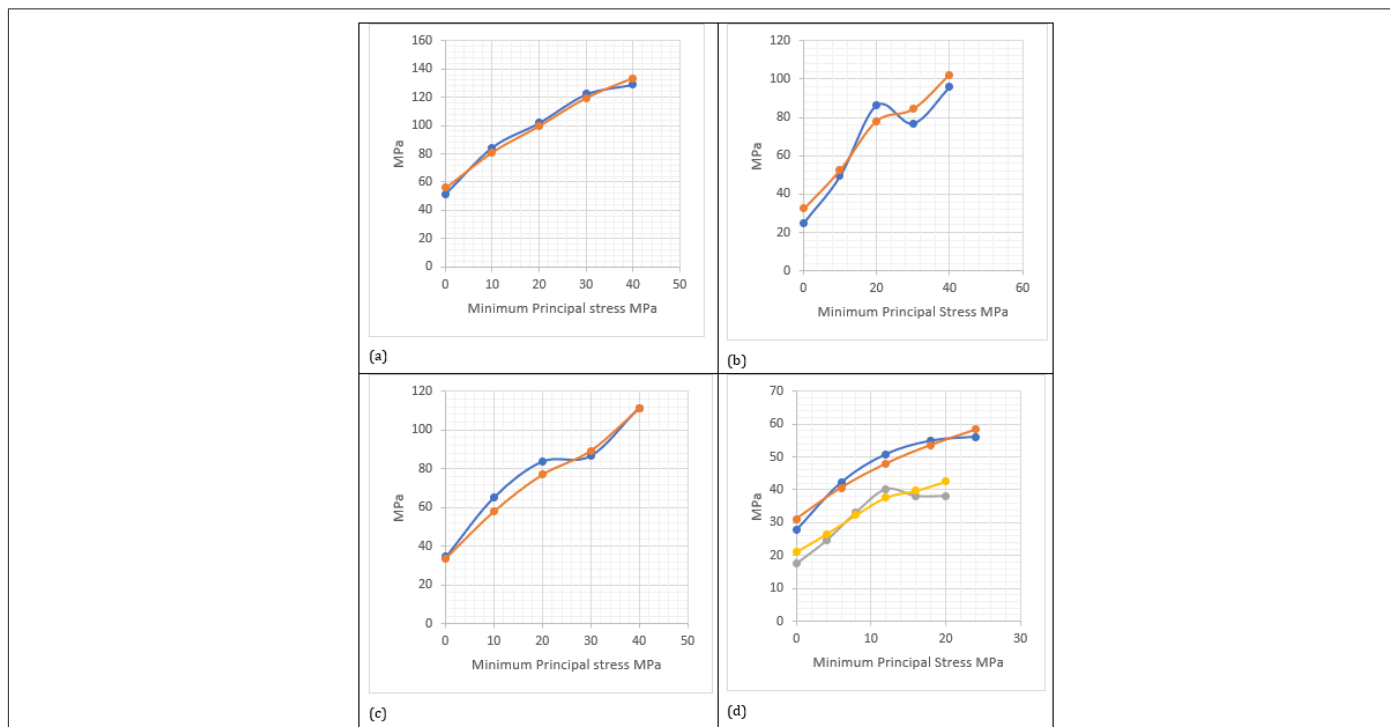 160
140
120
100
80
60
40
20
0
MPa
0 10 20 30 40 50
Minimum Principal stress MPa
(a)
120
100
80
60
40
20
0
MPa
0 20 40 60
Minimum Principal Stress MPa
(b)
120
100
80
60
40
20
0
MPa
0 10 20 30 40 50
Minimum Principal stress MPa
(c)
70
60
50
40
30
20
10
0
MPa
0 10 20 30
Minimum Principal Stress MPa
(d)